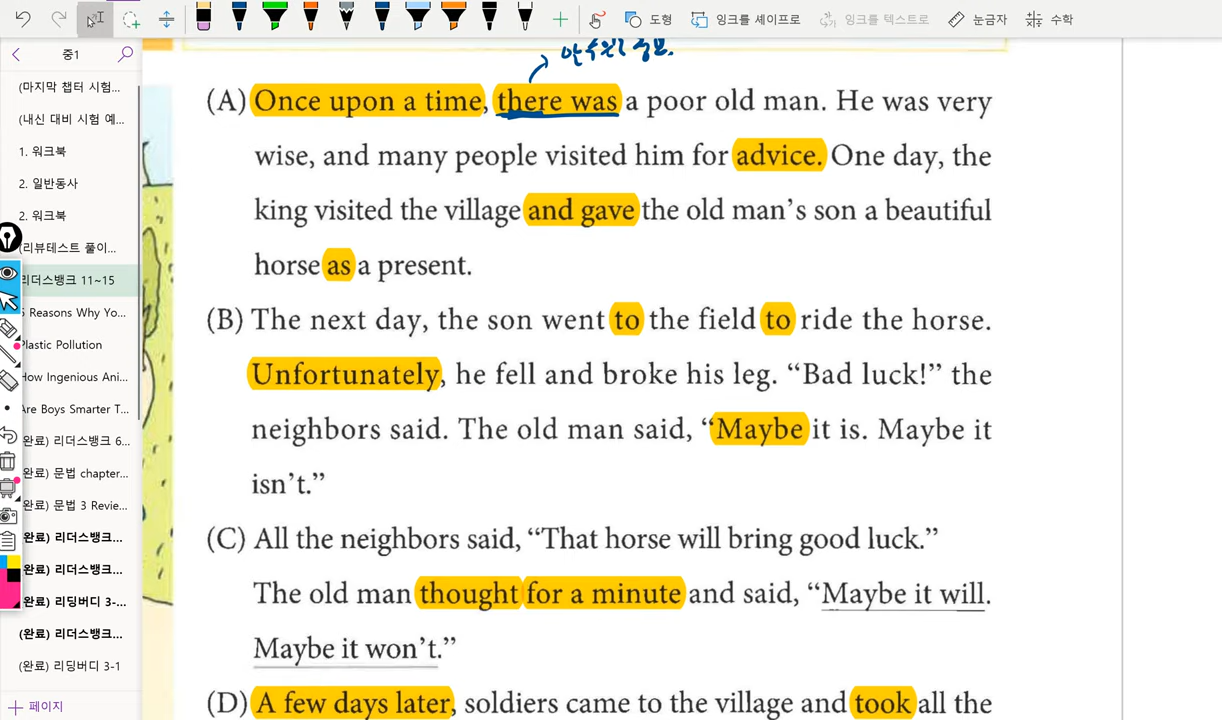 도형
잉크를 셰이프로
잉크를 텍스트로
눈금자
수학
중1
(마지막 챕터 시험...
(내신 대비 시험 예...
1. 워크북
2. 일반동사
2. 워크북
(리뷰테스트 풀이...
리더스뱅크 11~15
Reasons Why Yo...
Plastic Pollution
How Ingenious Ani...
Are Boys Smarter T...
완료) 리더스뱅크 6...
완료) 문법 chapter...
완료) 문법 3 Revie...
완료) 리더스뱅크...
완료) 리더스뱅크...
완료) 리딩버디 3-...
(완료) 리더스뱅크...
(완료) 리딩버디 3-1
페이지
(A) Once upon a time, there was a poor old man. He was very
wise, and many people visited him for advice. One day, the
king visited the village and gave the old man's son a beautiful
horse as a present.
(B) The next day, the son went to the field to ride the horse.
Unfortunately, he fell and broke his leg. “Bad luck!” the
neighbors said. The old man said, “Maybe it is. Maybe it
isn't.”
(C) All the neighbors said, “That horse will bring good luck.”
The old man thought for a minute and said, “Maybe it will.
Maybe it won't.”
(D) A few days later, soldiers came to the village and took all the